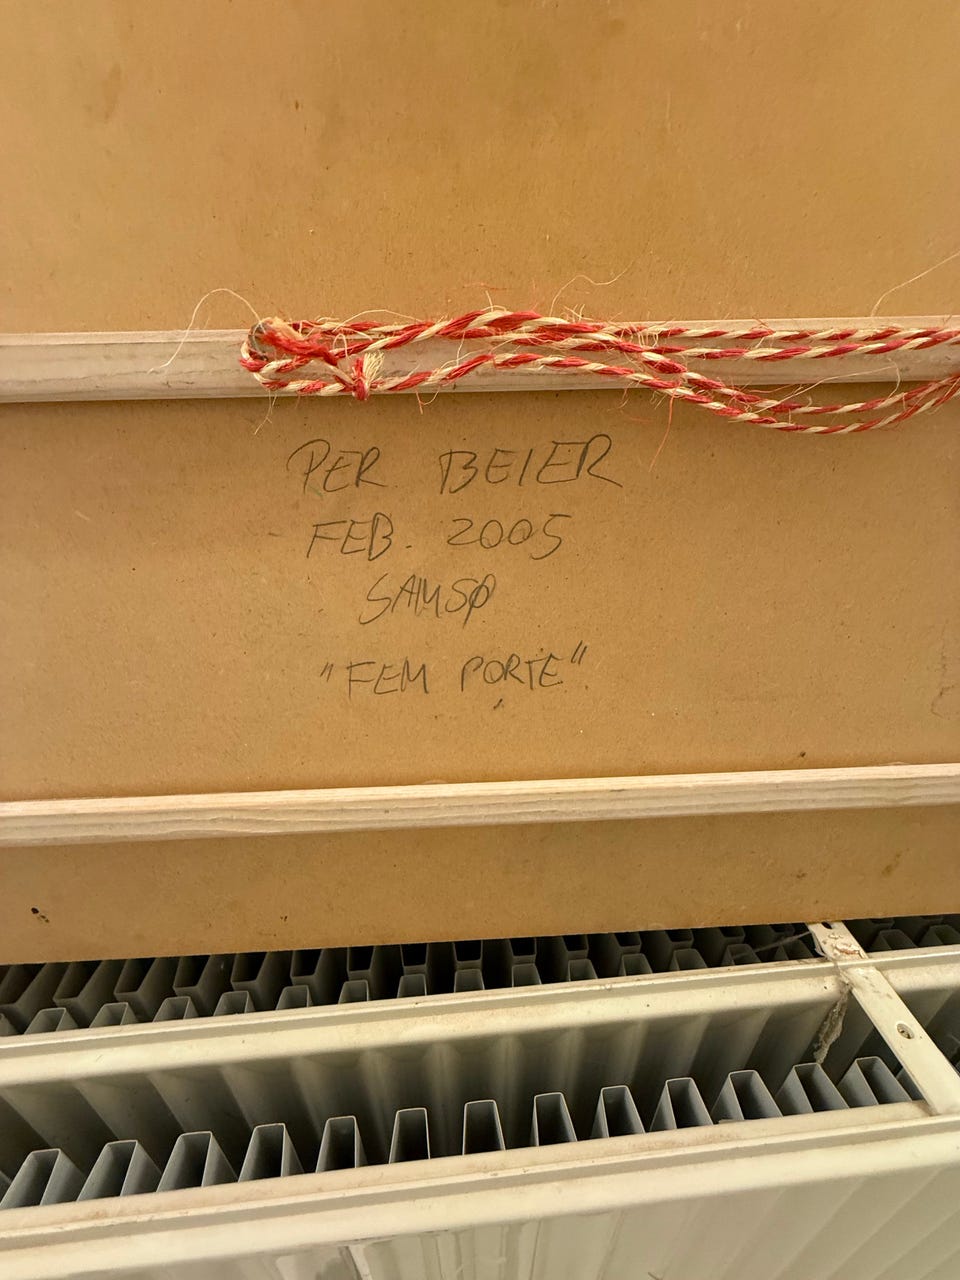 PER BEIER
FEB. 2005
SAMSØ
"FEM PORTE"